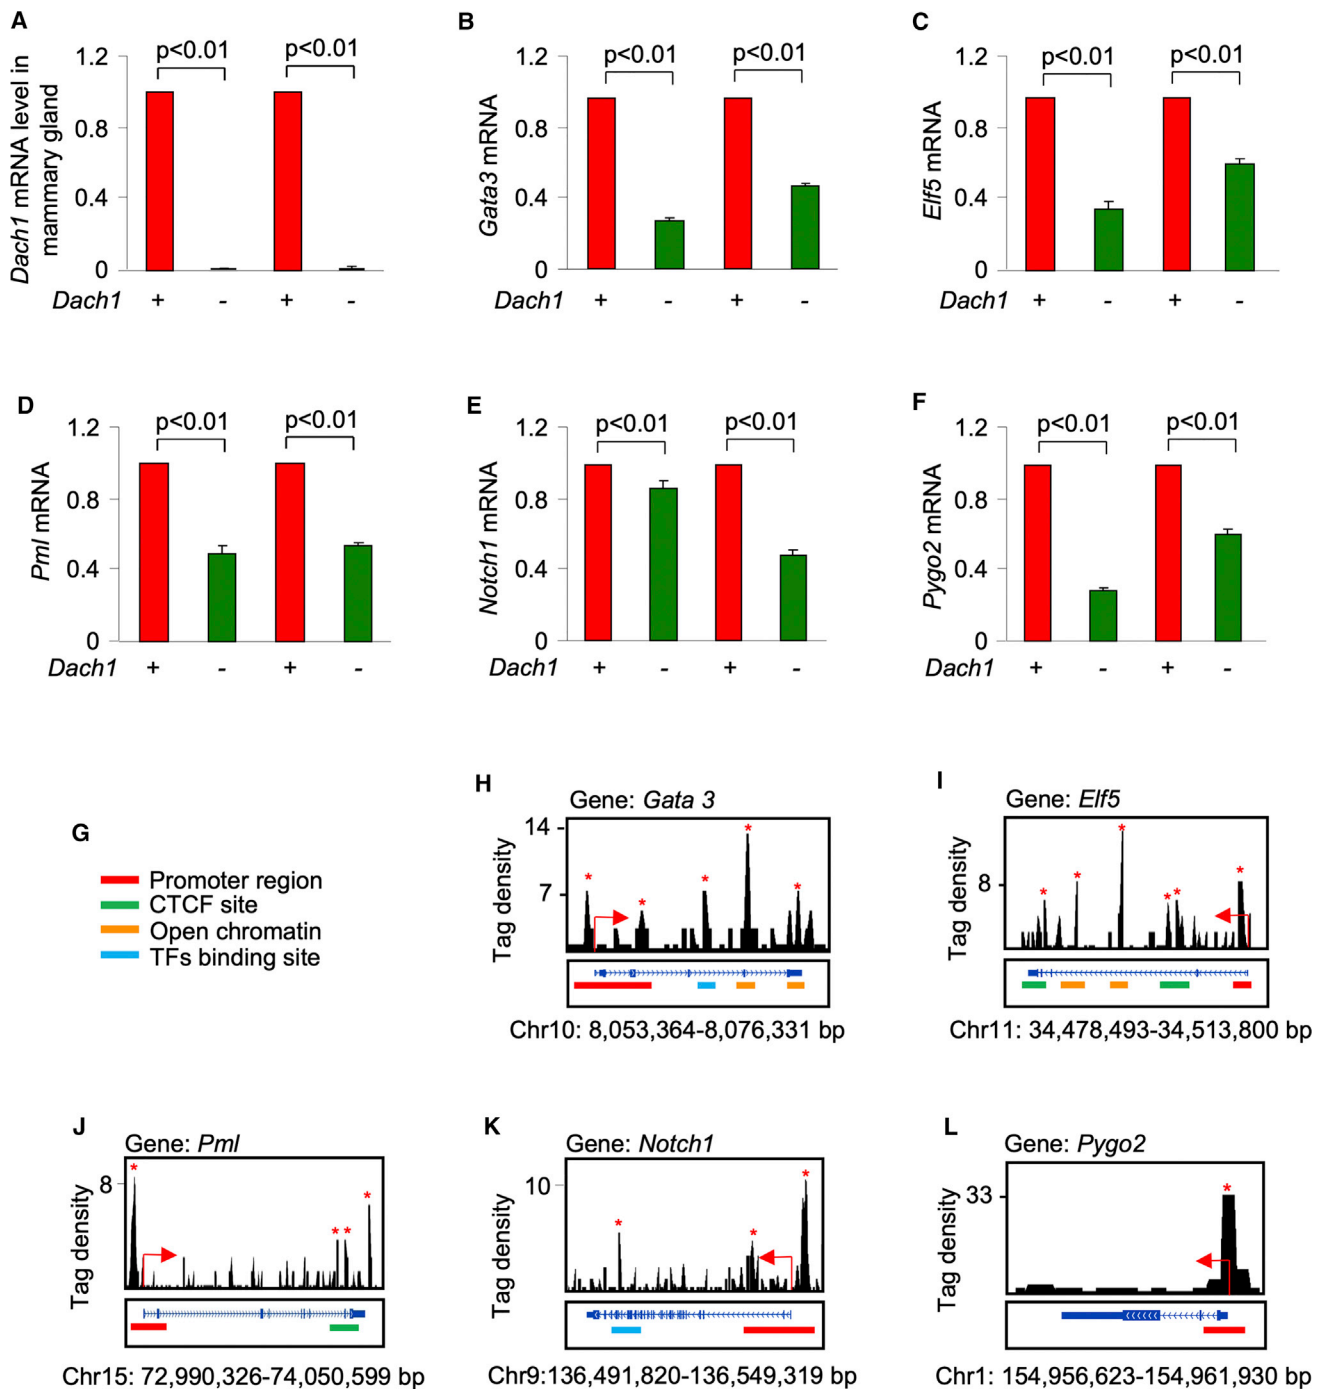 A
Dach1 mRNA level in
mammary gland
1.2
0.8
0.4
0
p<0.01
p<0.01
Dach1 + - + -
B
Gata3 mRNA
1.2
0.8
0.4
0
p<0.01
p<0.01
Dach1 + - + -
C
Elf5 mRNA
1.2
0.8
0.4
0
p<0.01
p<0.01
Dach1 + - + -
D
Pml mRNA
1.2
0.8
0.4
0
p<0.01
p<0.01
Dach1 + - + -
E
Notch1 mRNA
1.2
0.8
0.4
0
p<0.01
p<0.01
Dach1 + - + -
F
Pygo2 mRNA
1.2
0.8
0.4
0
p<0.01
p<0.01
Dach1 + - + -
G
Promoter region
CTCF site
Open chromatin
TFs binding site
H
Gene: Gata 3
Tag density
14
7
* * * * *
Chr10: 8,053,364-8,076,331 bp
I
Gene: Elf5
Tag density
8
* * * * * *
Chr11: 34,478,493-34,513,800 bp
J
Gene: Pml
Tag density
8
* * * *
Chr15: 72,990,326-74,050,599 bp
K
Gene: Notch1
Tag density
10
* * *
Chr9:136,491,820-136,549,319 bp
L
Gene: Pygo2
Tag density
33
*
Chr1: 154,956,623-154,961,930 bp